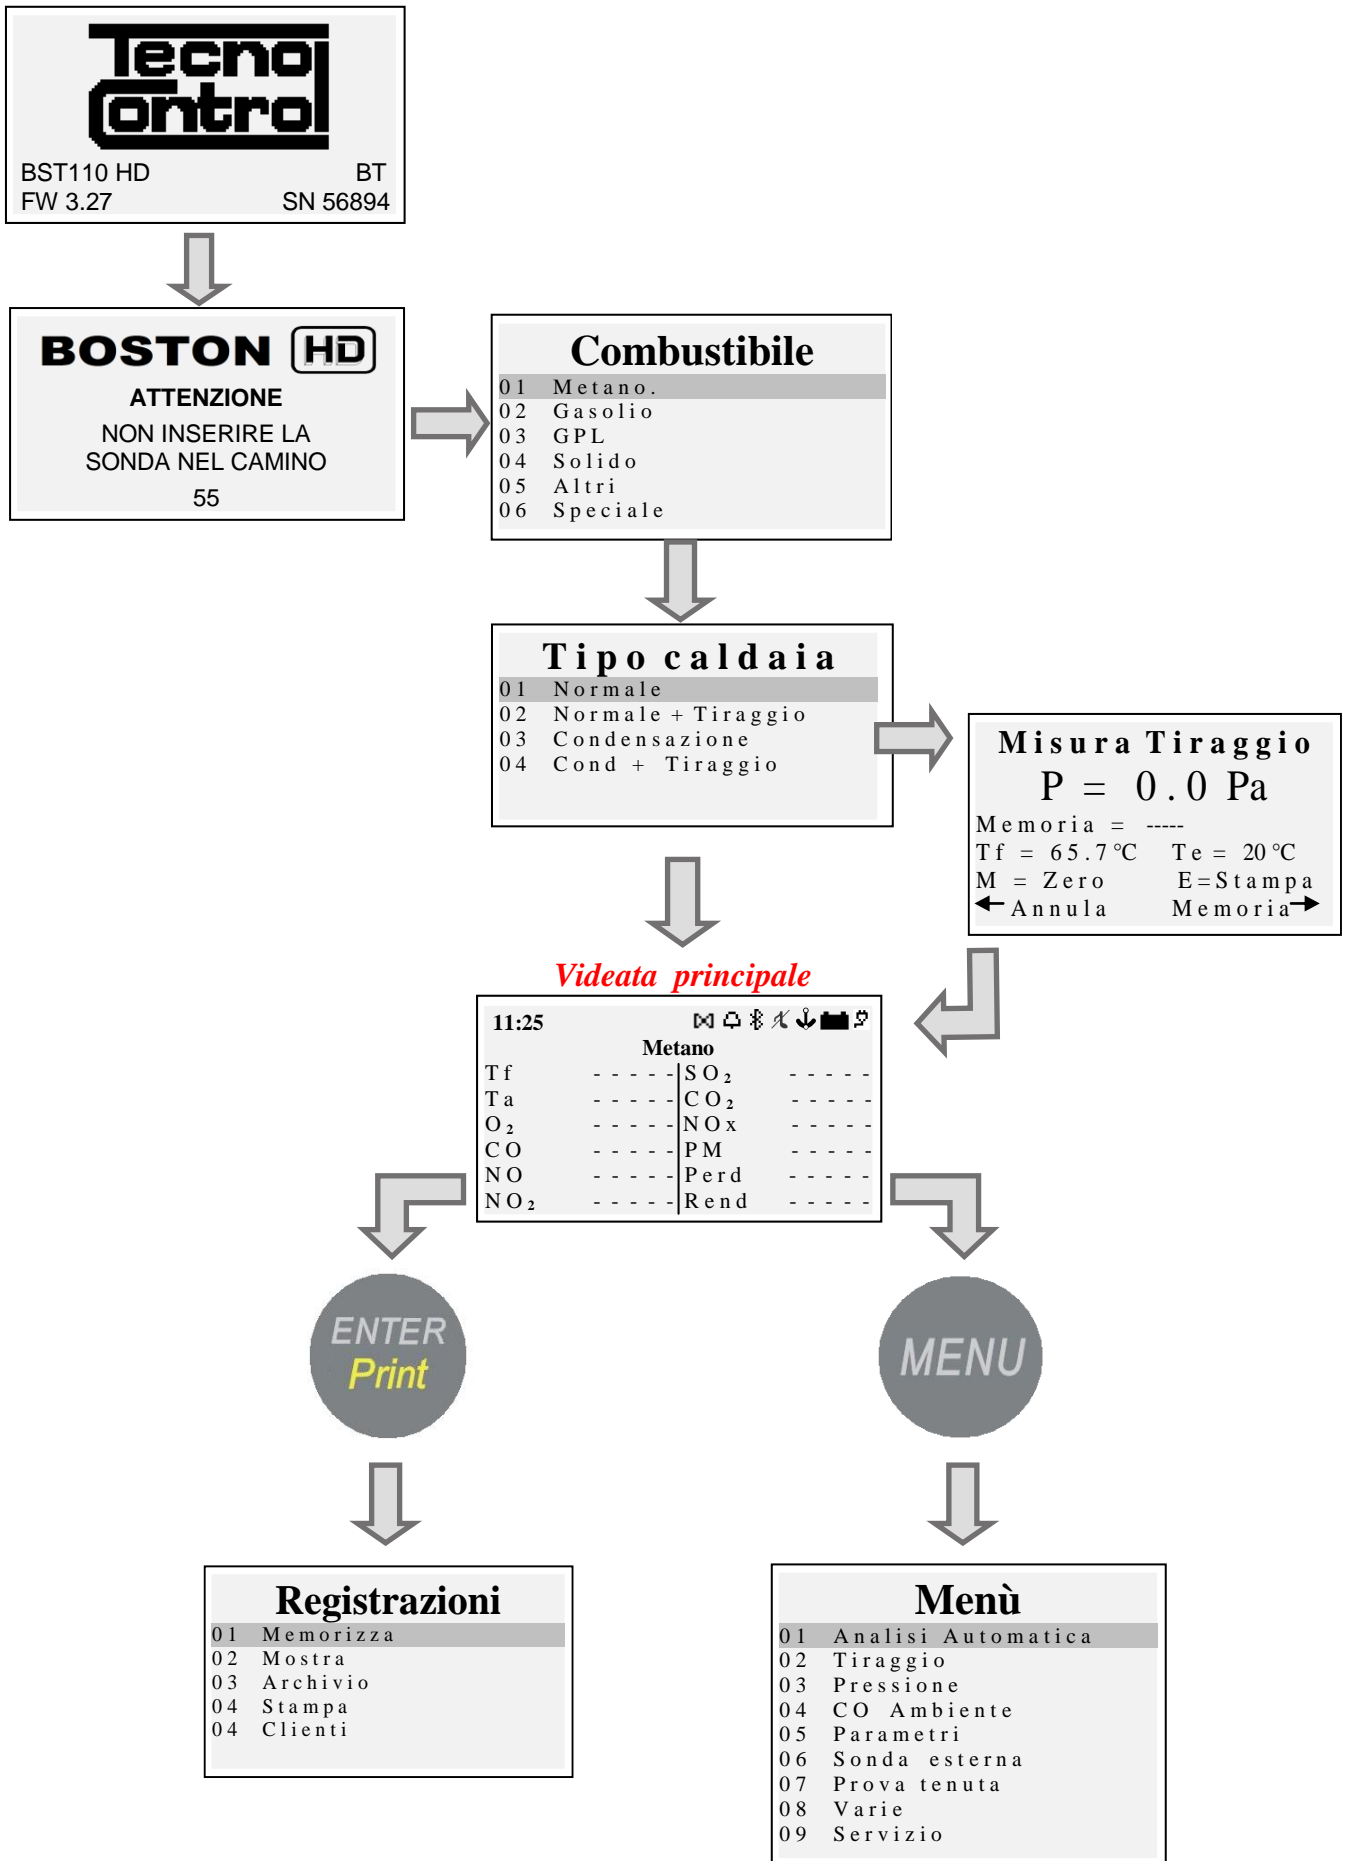 Tecno
Control
BST110 HD BT
FW 3.27 SN 56894
BOSTON HD
ATTENZIONE
NON INSERIRE LA
SONDA NEL CAMINO
55
Combustibile
01 Metano.
02 Gasolio
03 GPL
04 Solido
05 Altri
06 Speciale
Tipo caldaia
01 Normale
02 Normale + Tiraggio
03 Condensazione
04 Cond + Tiraggio
Misura Tiraggio
P = 0.0 Pa
Memoria = -----
Tf = 65.7°C Te = 20°C
M = Zero E=Stampa
← Annulla Memoria →
Videata principale
11:25
Metano
Tf ----- SO₂ -----
Ta ----- CO₂ -----
O₂ ----- NOx -----
CO ----- PM -----
NO ----- Perd -----
NO₂ ----- Rend -----
ENTER
Print
MENU
Registrazioni
01 Memorizza
02 Mostra
03 Archivio
04 Stampa
04 Clienti
Menù
01 Analisi Automatica
02 Tiraggio
03 Pressione
04 CO Ambiente
05 Parametri
06 Sonda esterna
07 Prova tenuta
08 Varie
09 Servizio